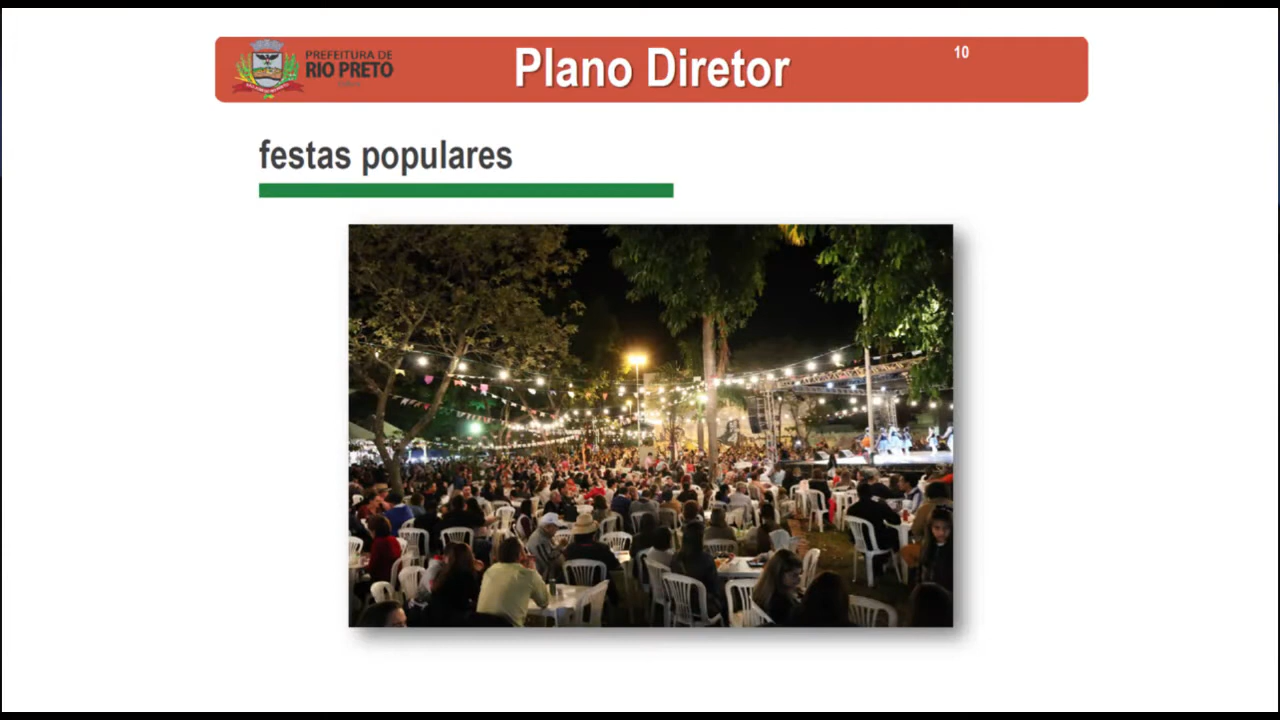 PREFEITURA DE
RIO PRETO
Plano Diretor
10
festas populares